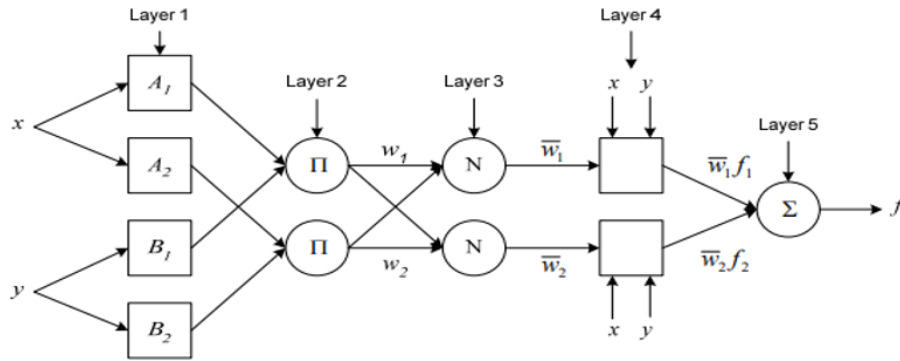 Layer 1
Layer 2
Layer 3
Layer 4
Layer 5
x
y
A₁
A₂
B₁
B₂
Π
Π
w₁
w₂
N
N
w̅₁
w̅₂
x y
x y
w̅₁f₁
w̅₂f₂
Σ
f